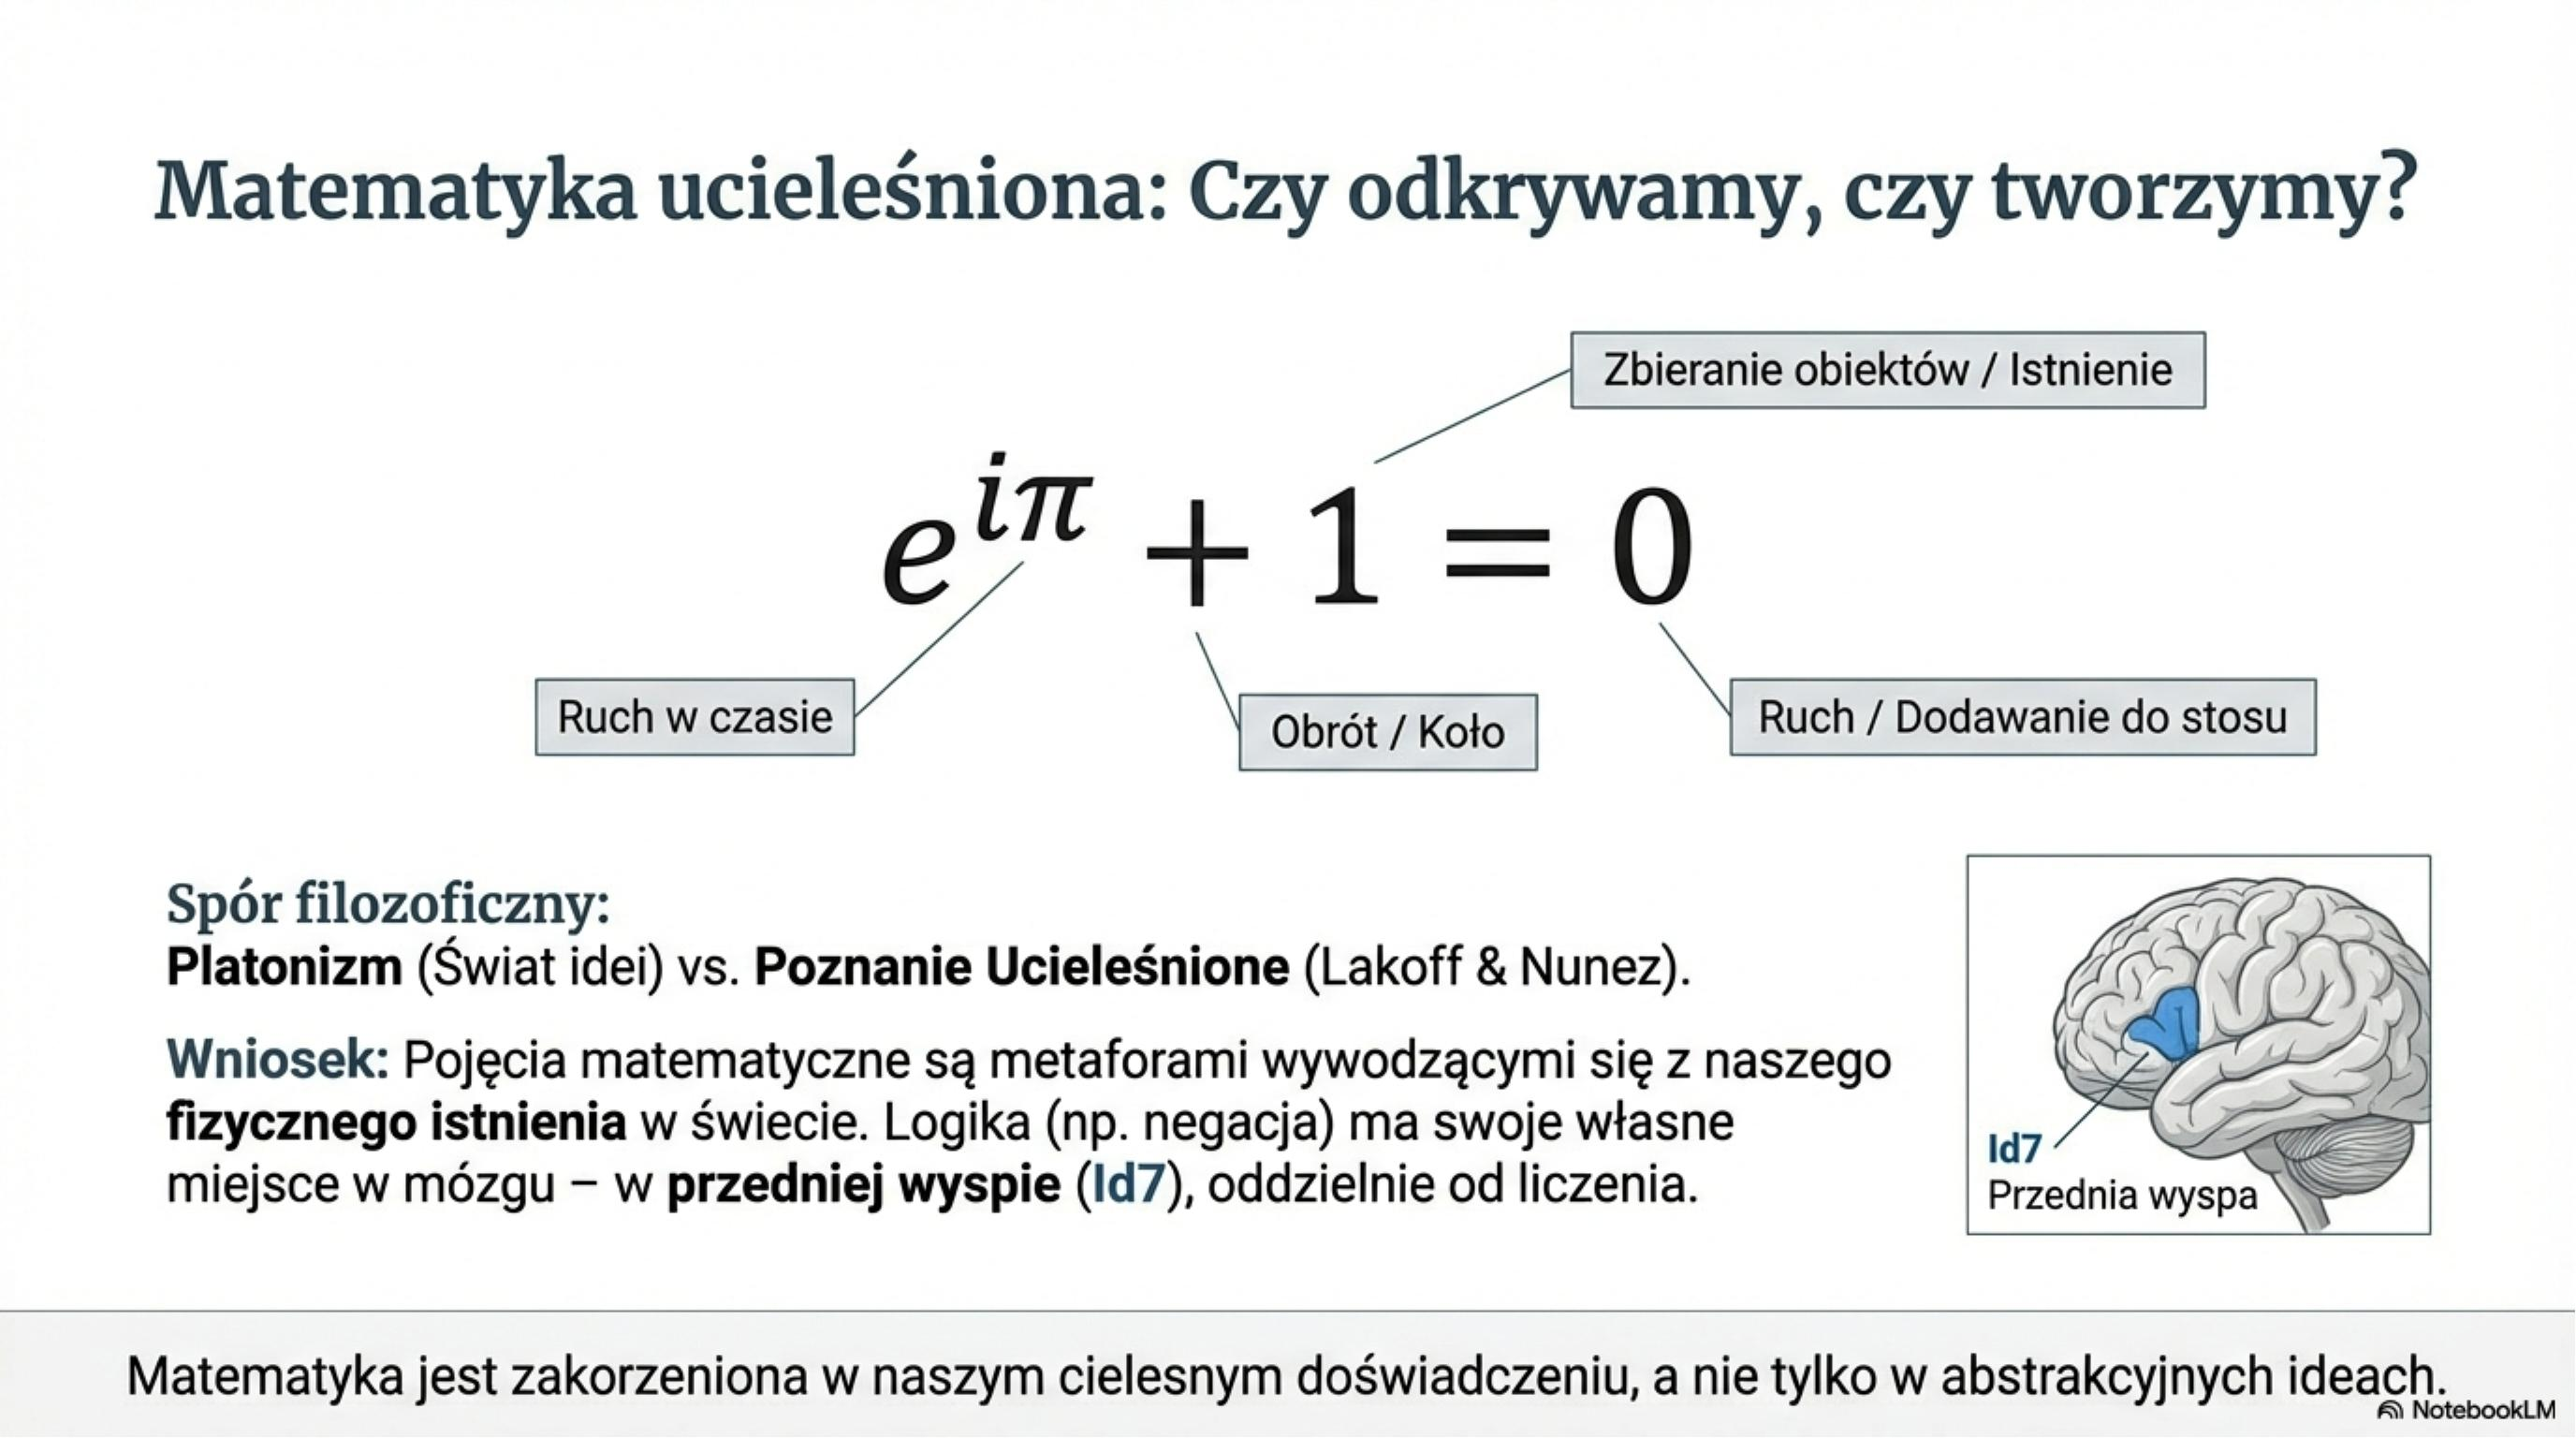 Matematyka ucieleśniona: Czy odkrywamy, czy tworzymy?
Zbieranie obiektów / Istnienie
e^{iπ} + 1 = 0
Ruch w czasie
Obrót / Koło
Ruch / Dodawanie do stosu
Spór filozoficzny:
Platonizm (Świat idei) vs. Poznanie Ucieleśnione (Lakoff & Nunez).
Wniosek: Pojęcia matematyczne są metaforami wywodzącymi się z naszego
fizycznego istnienia w świecie. Logika (np. negacja) ma swoje własne
miejsce w mózgu – w przedniej wyspie (Id7), oddzielnie od liczenia.
Id7
Przednia wyspa
Matematyka jest zakorzeniona w naszym cielesnym doświadczeniu, a nie tylko w abstrakcyjnych ideach.
NotebookLM